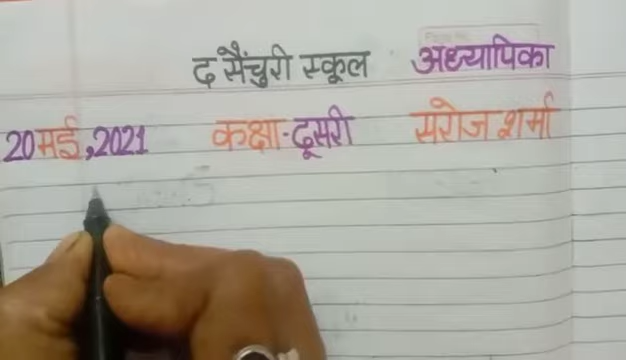 द सैंचुरी स्कूल अध्यापिका
20 मई,2021 कक्षा-दूसरी सरोज शर्मा